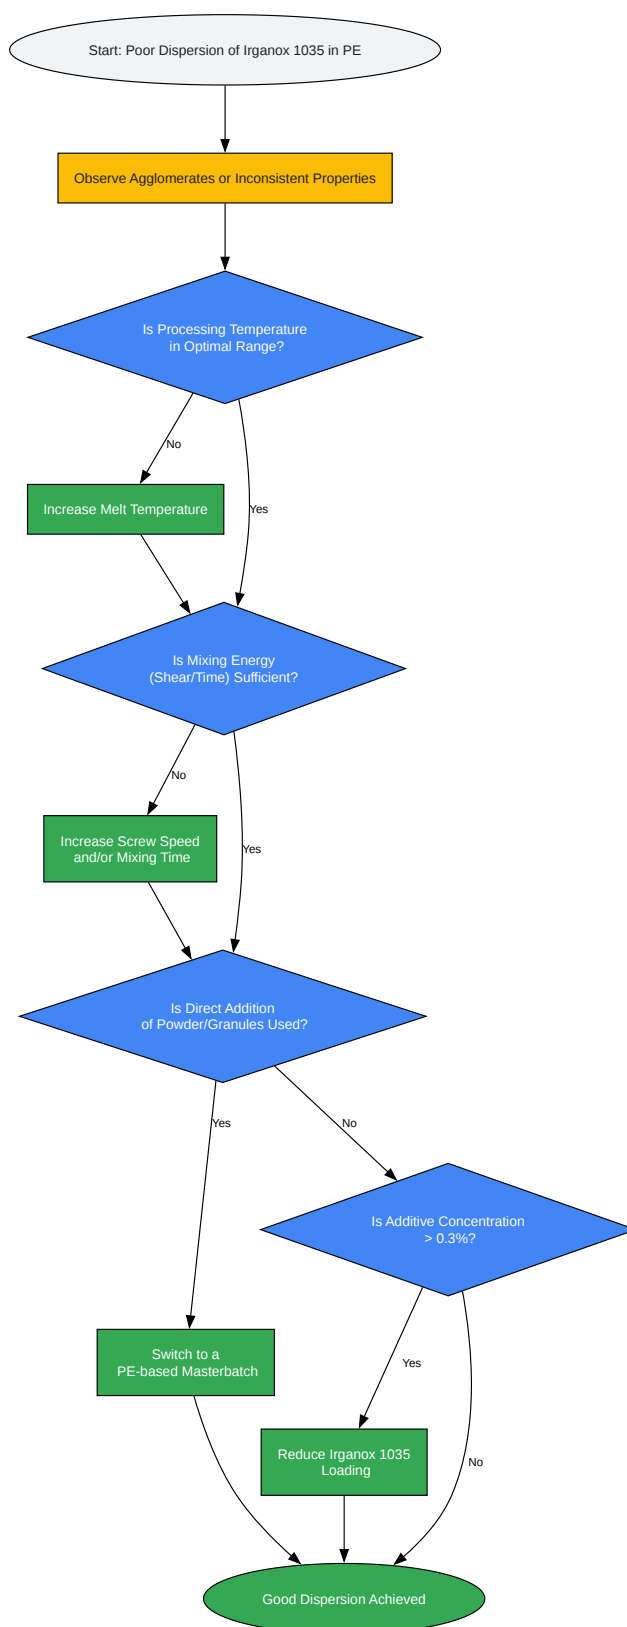 Start: Poor Dispersion of Irganox 1035 in PE
Observe Agglomerates or Inconsistent Properties
Is Processing Temperature
in Optimal Range?
No
Increase Melt Temperature
Yes
Is Mixing Energy
(Shear/Time) Sufficient?
No
Increase Screw Speed
and/or Mixing Time
Yes
Is Direct Addition
of Powder/Granules Used?
Yes
No
Is Additive Concentration
> 0.3%?
Switch to a
PE-based Masterbatch
Yes
Reduce Irganox 1035
Loading
No
Good Dispersion Achieved